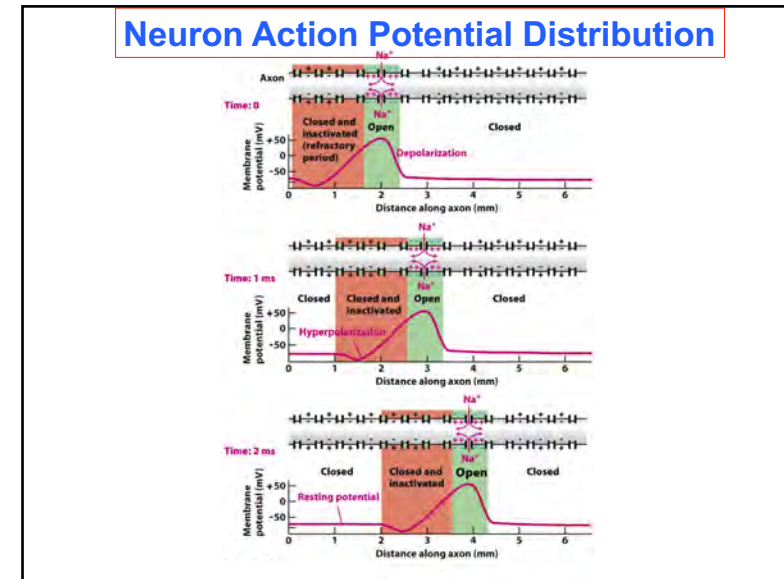 Neuron Action Potential Distribution
Na⁺
Axon
Time: 0
Na⁺
Closed and inactivated (refractory period)
Open
Closed
Depolarization
Membrane potential (mV)
+50
0
-50
0 1 2 3 4 5 6
Distance along axon (mm)
Na⁺
Time: 1 ms
Na⁺
Closed
Closed and inactivated
Open
Closed
Hyperpolarization
Membrane potential (mV)
+50
0
-50
0 1 2 3 4 5 6
Distance along axon (mm)
Na⁺
Time: 2 ms
Na⁺
Closed
Closed and inactivated
Open
Closed
Resting potential
Membrane potential (mV)
+50
0
-50
0 1 2 3 4 5 6
Distance along axon (mm)